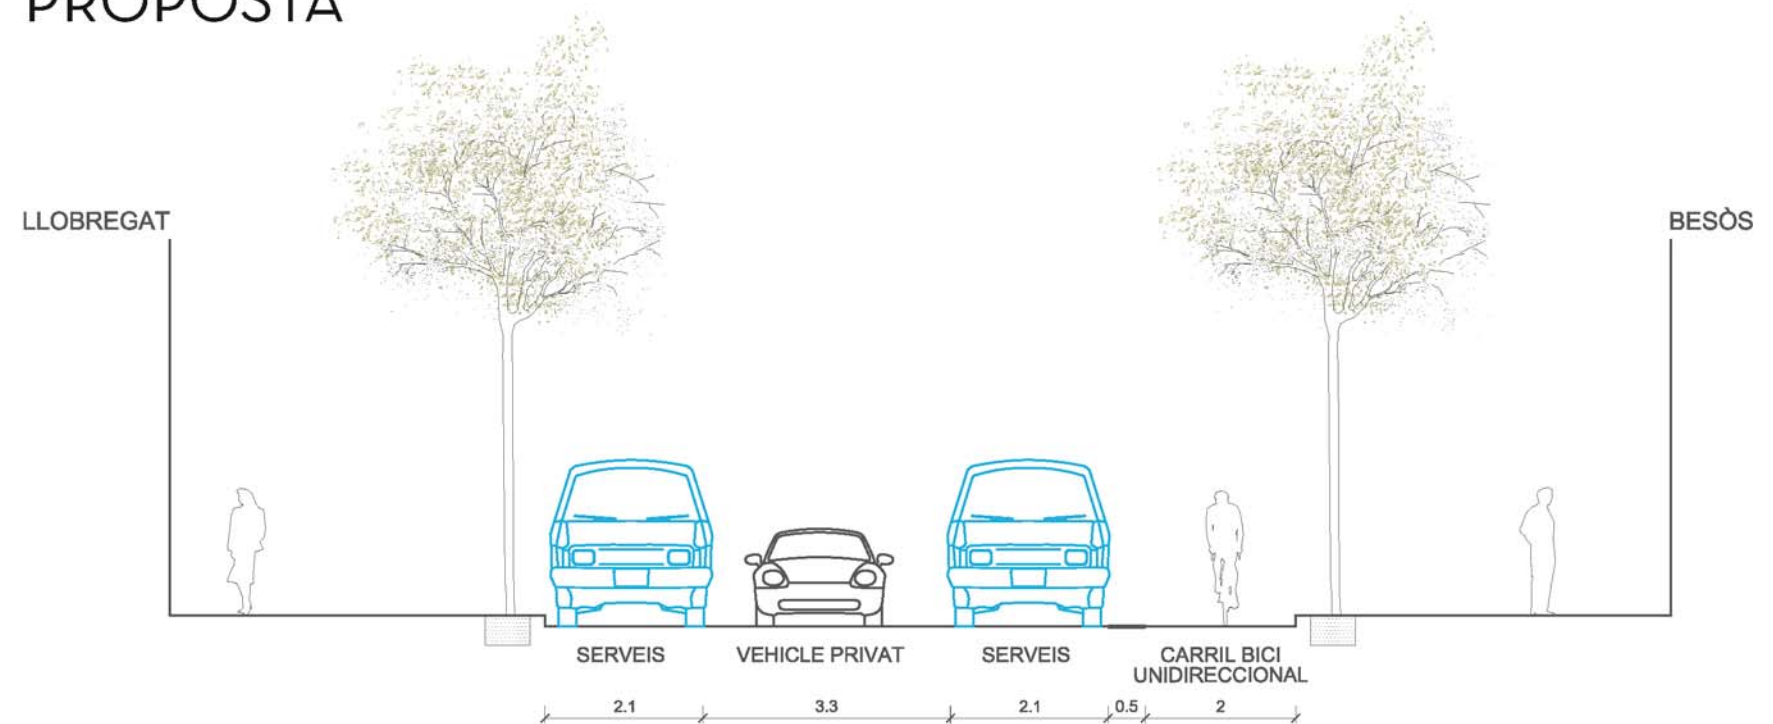 PROPOSTA
LLOBREGAT
BESÒS
SERVEIS
VEHICLE PRIVAT
SERVEIS
CARRIL BICI
UNIDIRECCIONAL
2.1
3.3
2.1
0.5
2